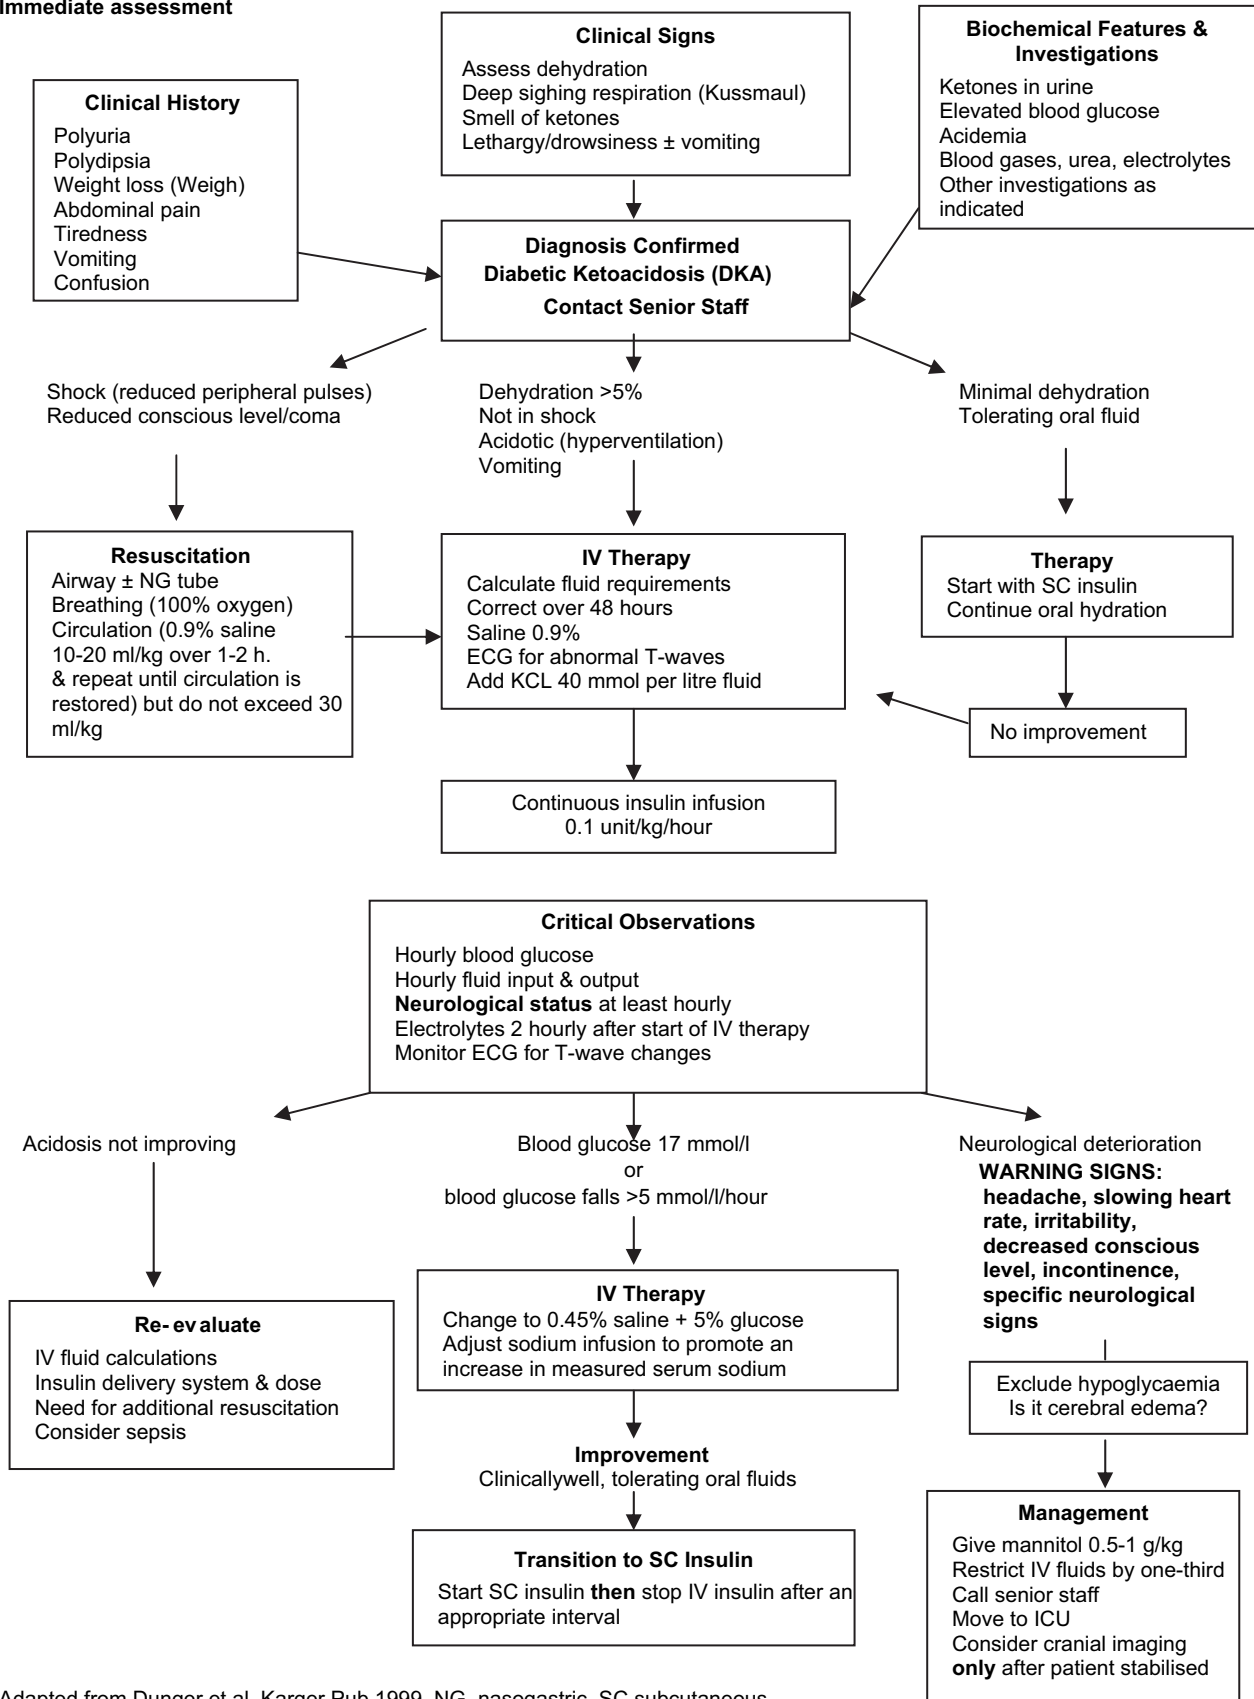 Immediate assessment
Clinical History
Polyuria
Polydipsia
Weight loss (Weigh)
Abdominal pain
Tiredness
Vomiting
Confusion
Clinical Signs
Assess dehydration
Deep sighing respiration (Kussmaul)
Smell of ketones
Lethargy/drowsiness ± vomiting
Biochemical Features &
Investigations
Ketones in urine
Elevated blood glucose
Acidemia
Blood gases, urea, electrolytes
Other investigations as
indicated
Diagnosis Confirmed
Diabetic Ketoacidosis (DKA)
Contact Senior Staff
Shock (reduced peripheral pulses)
Reduced conscious level/coma
Dehydration >5%
Not in shock
Acidotic (hyperventilation)
Vomiting
Minimal dehydration
Tolerating oral fluid
Resuscitation
Airway ± NG tube
Breathing (100% oxygen)
Circulation (0.9% saline
10-20 ml/kg over 1-2 h.
& repeat until circulation is
restored) but do not exceed 30
ml/kg
IV Therapy
Calculate fluid requirements
Correct over 48 hours
Saline 0.9%
ECG for abnormal T-waves
Add KCL 40 mmol per litre fluid
Therapy
Start with SC insulin
Continue oral hydration
No improvement
Continuous insulin infusion
0.1 unit/kg/hour
Critical Observations
Hourly blood glucose
Hourly fluid input & output
Neurological status at least hourly
Electrolytes 2 hourly after start of IV therapy
Monitor ECG for T-wave changes
Acidosis not improving
Blood glucose 17 mmol/l
or
blood glucose falls >5 mmol/l/hour
Neurological deterioration
WARNING SIGNS:
headache, slowing heart
rate, irritability,
decreased conscious
level, incontinence,
specific neurological
signs
Re- ev aluate
IV fluid calculations
Insulin delivery system & dose
Need for additional resuscitation
Consider sepsis
IV Therapy
Change to 0.45% saline + 5% glucose
Adjust sodium infusion to promote an
increase in measured serum sodium
Exclude hypoglycaemia
Is it cerebral edema?
Improvement
Clinicallywell, tolerating oral fluids
Transition to SC Insulin
Start SC insulin then stop IV insulin after an
appropriate interval
Management
Give mannitol 0.5-1 g/kg
Restrict IV fluids by one-third
Call senior staff
Move to ICU
Consider cranial imaging
only after patient stabilised
Adapted from Dunger et al. Karger Pub 1999. NG, nasogastric, SC subcutaneous